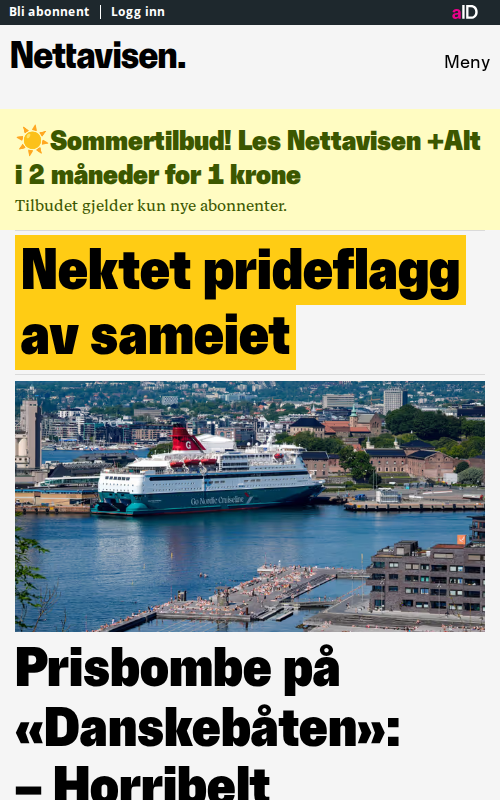 Bli abonnent | Logg inn
aID
Nettavisen.
Meny
☀️Sommertilbud! Les Nettavisen +Alt
i 2 måneder for 1 krone
Tilbudet gjelder kun nye abonnenter.
Nektet prideflagg
av sameiet
G
Go Nordic Cruiseline
Prisbombe på
«Danskebåten»:
– Horribelt